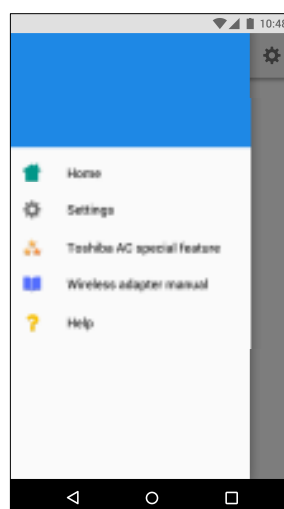 10:48
Home
Settings
Toshiba AC special feature
Wireless adapter manual
Help